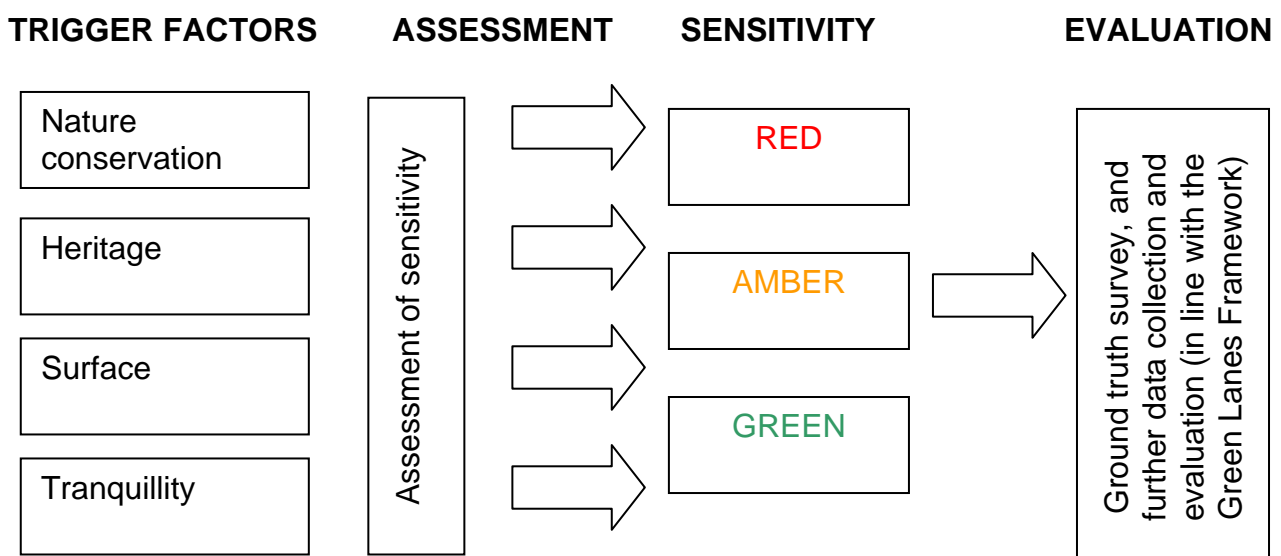 TRIGGER FACTORS
ASSESSMENT
SENSITIVITY
EVALUATION
Nature
conservation
Heritage
Surface
Tranquillity
Assessment of sensitivity
RED
AMBER
GREEN
Ground truth survey, and
further data collection and
evaluation (in line with the
Green Lanes Framework)